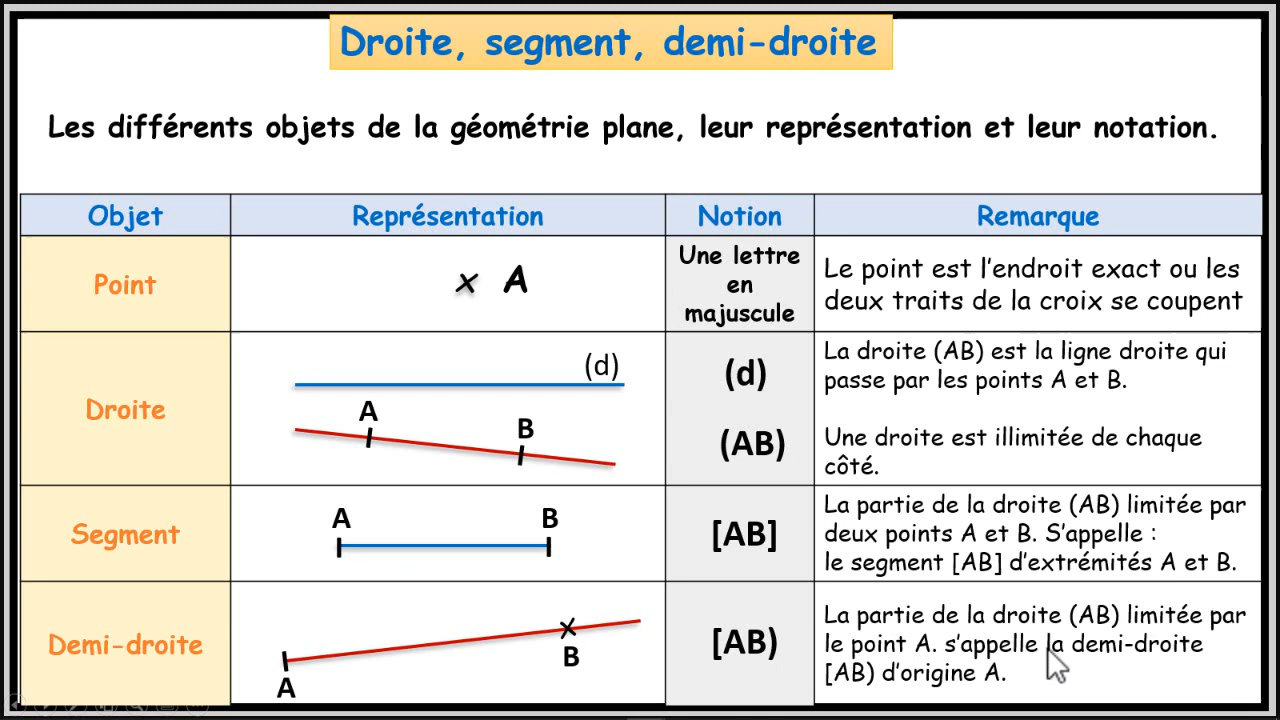 Droite, segment, demi-droite
Les différents objets de la géométrie plane, leur représentation et leur notation.
Objet Représentation Notion Remarque
Point
x A
Une lettre
en
majuscule
Le point est l'endroit exact ou les
deux traits de la croix se coupent
Droite
(d)
A
B
(d)
(AB)
La droite (AB) est la ligne droite qui
passe par les points A et B.
Une droite est illimitée de chaque
côté.
Segment
A B
[AB]
La partie de la droite (AB) limitée par
deux points A et B. S'appelle :
le segment [AB] d'extrémités A et B.
Demi-droite
A
B
[AB)
La partie de la droite (AB) limitée par
le point A. s'appelle la demi-droite
[AB) d'origine A.